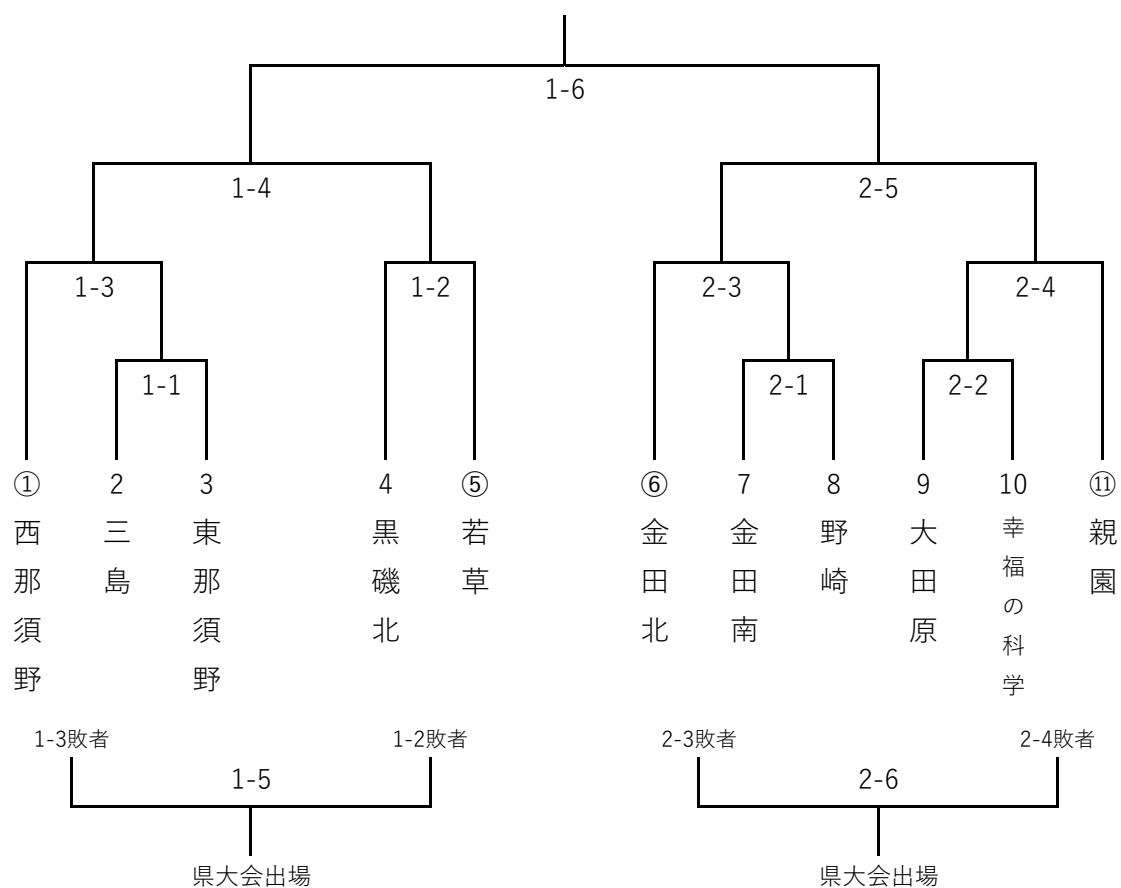 1-6
1-4
2-5
1-3
1-2
2-3
2-4
1-1
2-1
2-2
① 西那須野
2 三島
3 東那須野
4 黒磯北
⑤ 若草
⑥ 金田北
7 金田南
8 野崎
9 大田原
10 幸福の科学
⑪ 親園
1-3敗者
1-2敗者
2-3敗者
2-4敗者
1-5
2-6
県大会出場
県大会出場